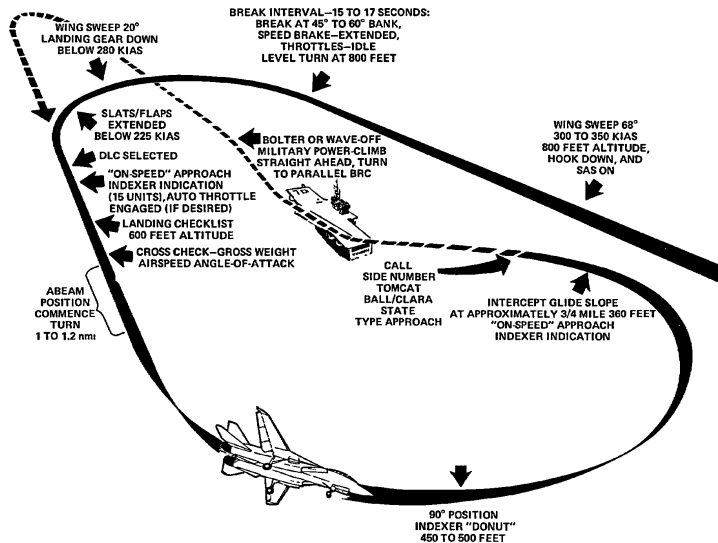 BREAK INTERVAL—15 TO 17 SECONDS:
BREAK AT 45° TO 60° BANK,
SPEED BRAKE—EXTENDED,
THROTTLES—IDLE
LEVEL TURN AT 800 FEET
WING SWEEP 20°
LANDING GEAR DOWN
BELOW 280 KIAS
WING SWEEP 68°
300 TO 350 KIAS
800 FEET ALTITUDE,
HOOK DOWN, AND
SAS ON
SLATS/FLAPS
EXTENDED
BELOW 225 KIAS
BOLTER OR WAVE-OFF
MILITARY POWER-CLIMB
STRAIGHT AHEAD, TURN
TO PARALLEL BRC
DLC SELECTED
"ON-SPEED" APPROACH
INDEXER INDICATION
(15 UNITS), AUTO THROTTLE
ENGAGED (IF DESIRED)
LANDING CHECKLIST
600 FEET ALTITUDE
CROSS CHECK—GROSS WEIGHT
AIRSPEED ANGLE-OF-ATTACK
ABEAM
POSITION
COMMENCE
TURN
1 TO 1.2 nmi
CALL
SIDE NUMBER
TOMCAT
BALL/CLARA
STATE
TYPE APPROACH
INTERCEPT GLIDE SLOPE
AT APPROXIMATELY 3/4 MILE 360 FEET
"ON-SPEED" APPROACH
INDEXER INDICATION
90° POSITION
INDEXER "DONUT"
450 TO 500 FEET